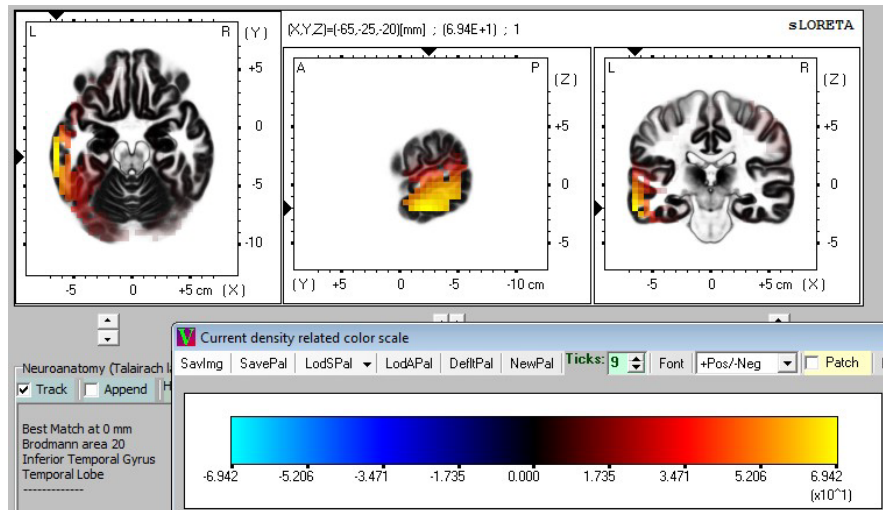 (X,Y,Z)=(-65,-25,-20)[mm] ; (6.94E+1) ; 1
sLORETA
L R (Y)
+5
0
-5
-10
-5 0 +5 cm (X)
A P
(Z)
+5
0
-5
(Y) +5 0 -5 -10 cm
L R
(Z)
+5
0
-5
-5 0 +5 cm (X)
Current density related color scale
SavImg SavePal LodSPal LodAPal DefltPal NewPal Ticks: 9 Font +Pos/-Neg Patch
Neuroanatomy (Talairach
Track Append
Best Match at 0 mm
Brodmann area 20
Inferior Temporal Gyrus
Temporal Lobe
-------------
-6.942 -5.206 -3.471 -1.735 0.000 1.735 3.471 5.206 6.942
(x10^1)